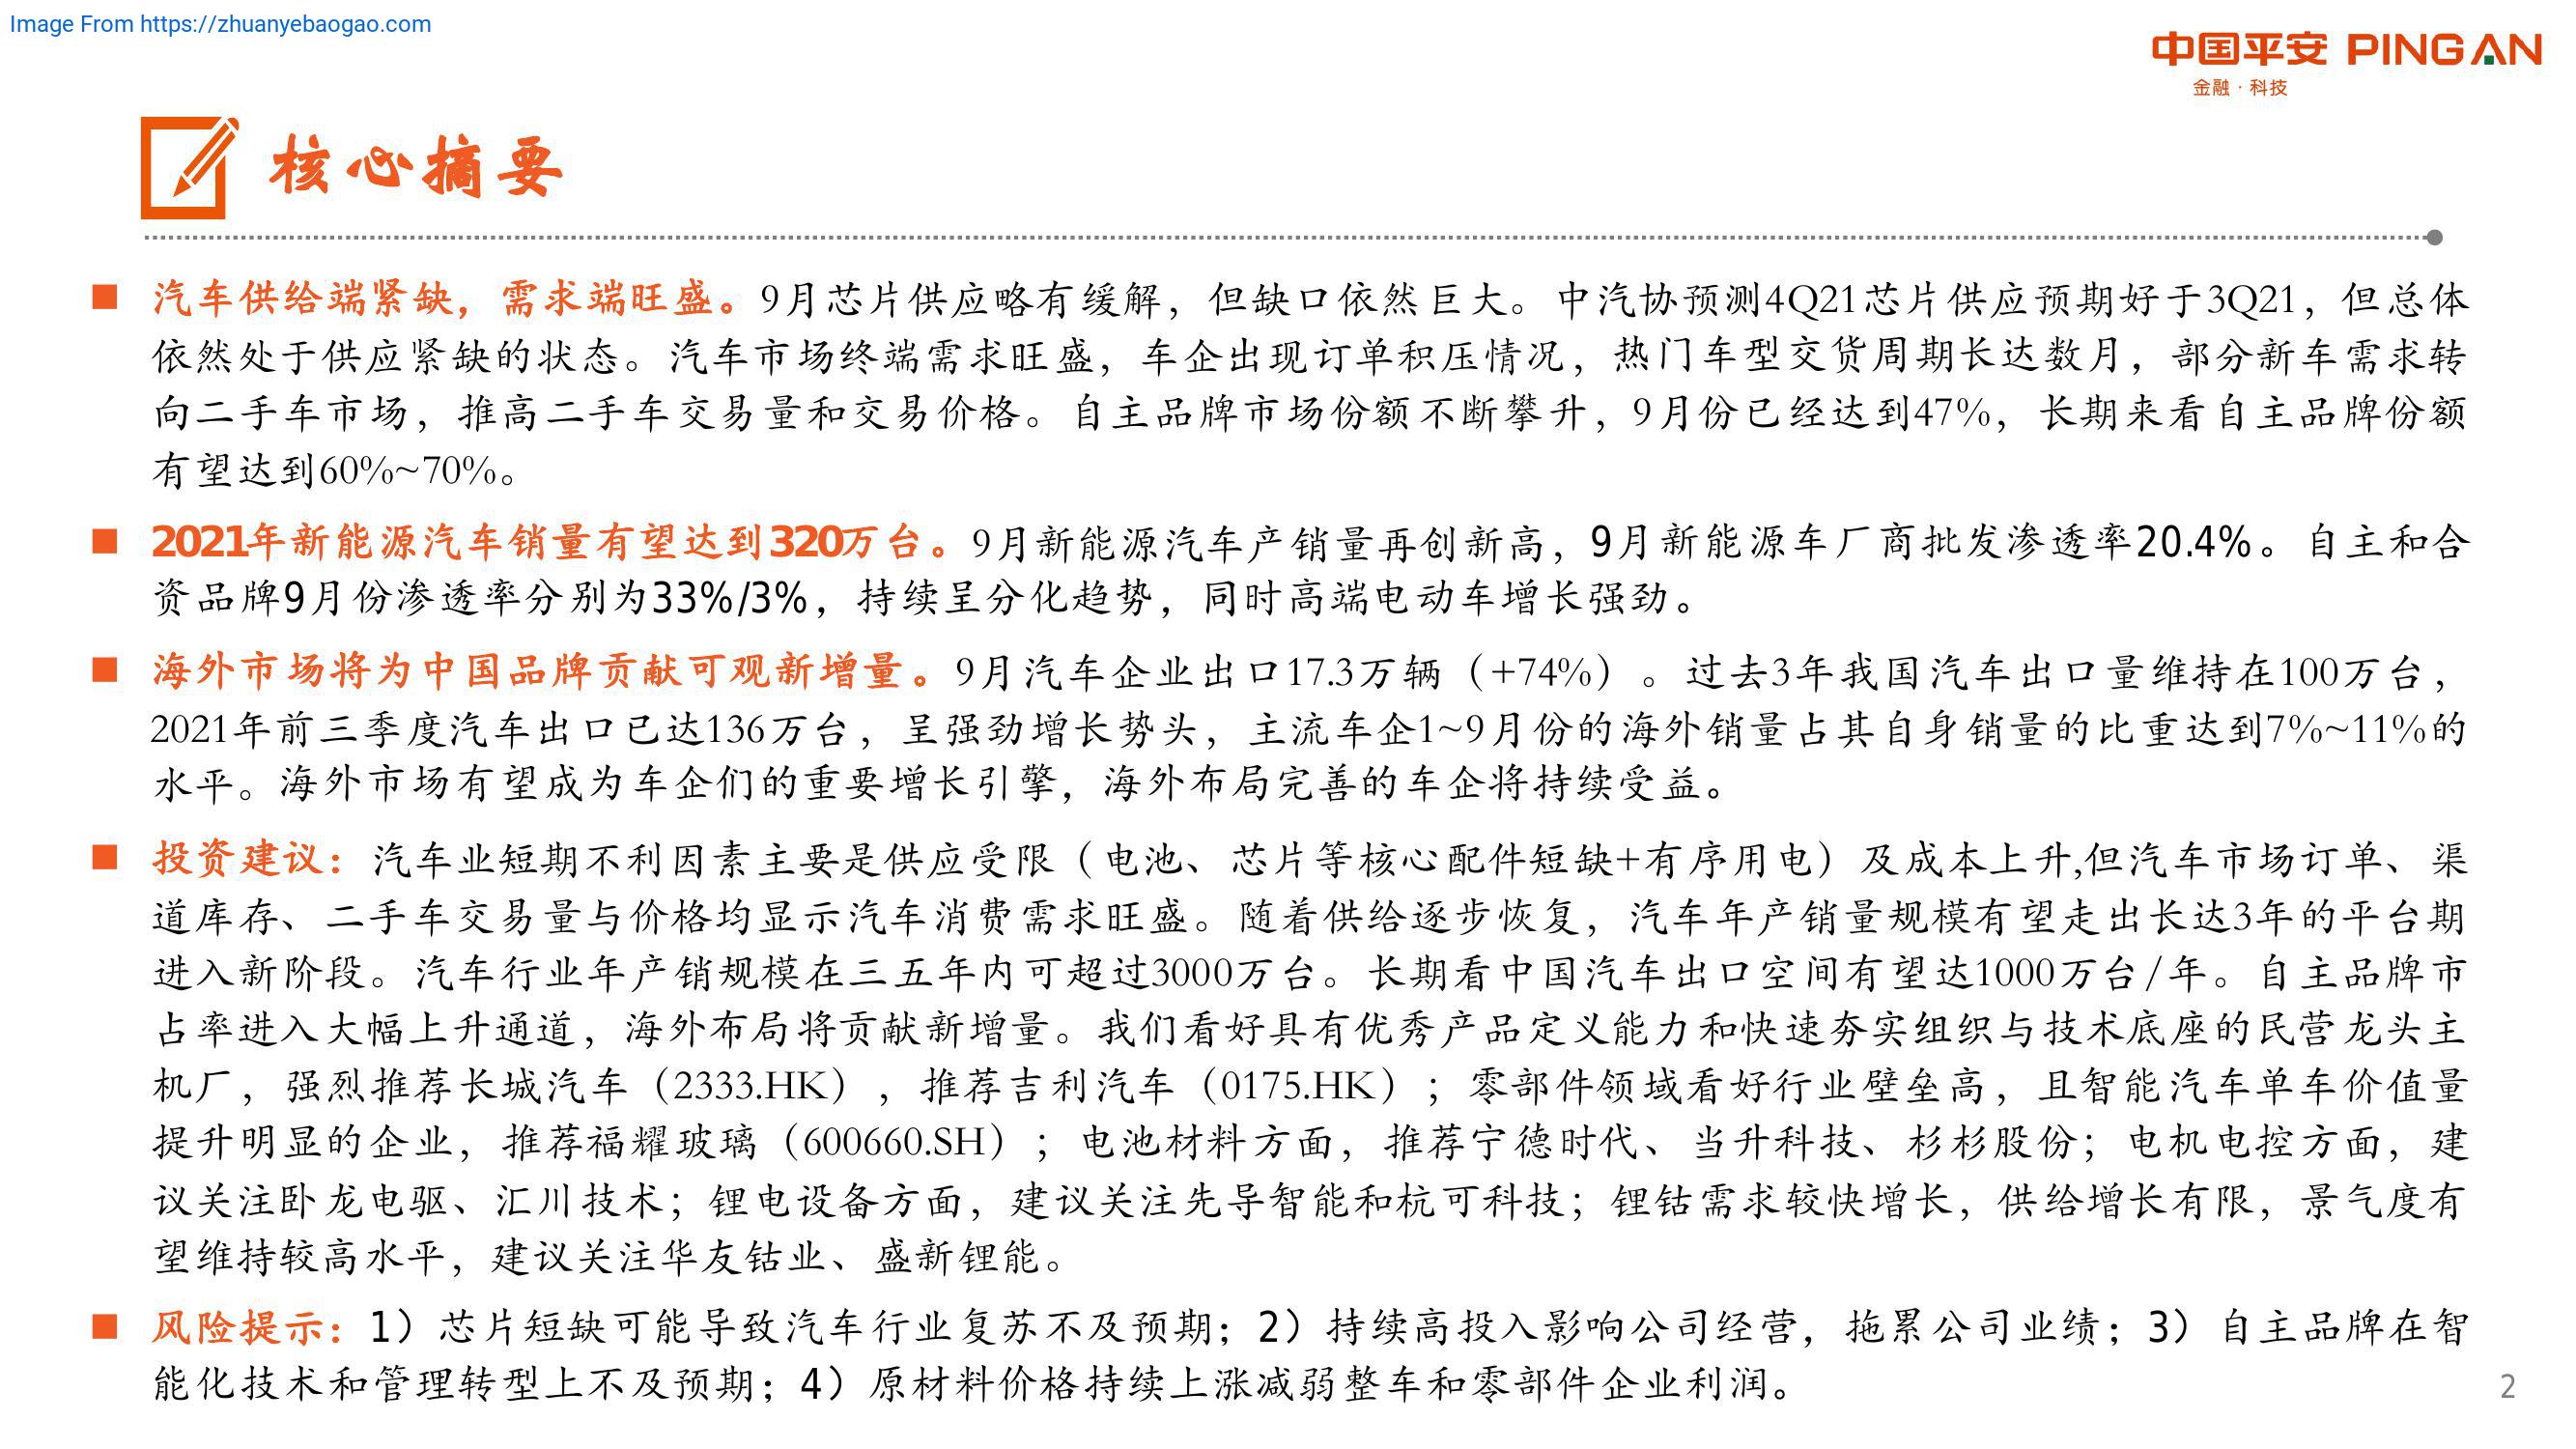 Image From https://zhuanyebaogao.com
中国平安 PINGAN
金融·科技
核心摘要
■ 汽车供给端紧缺，需求端旺盛。9月芯片供应略有缓解，但缺口依然巨大。中汽协预测4Q21芯片供应预期好于3Q21，但总体
依然处于供应紧缺的状态。汽车市场终端需求旺盛，车企出现订单积压情况，热门车型交货周期长达数月，部分新车需求转
向二手车市场，推高二手车交易量和交易价格。自主品牌市场份额不断攀升，9月份已经达到47%，长期来看自主品牌份额
有望达到60%~70%。
■ 2021年新能源汽车销量有望达到320万台。9月新能源汽车产销量再创新高，9月新能源车厂商批发渗透率20.4%。自主和合
资品牌9月份渗透率分别为33%/3%，持续呈分化趋势，同时高端电动车增长强劲。
■ 海外市场将为中国品牌贡献可观新增量。9月汽车企业出口17.3万辆（+74%）。过去3年我国汽车出口量维持在100万台，
2021年前三季度汽车出口已达136万台，呈强劲增长势头，主流车企1~9月份的海外销量占其自身销量的比重达到7%~11%的
水平。海外市场有望成为车企们的重要增长引擎，海外布局完善的车企将持续受益。
■ 投资建议：汽车业短期不利因素主要是供应受限（电池、芯片等核心配件短缺+有序用电）及成本上升,但汽车市场订单、渠
道库存、二手车交易量与价格均显示汽车消费需求旺盛。随着供给逐步恢复，汽车年产销量规模有望走出长达3年的平台期
进入新阶段。汽车行业年产销规模在三五年内可超过3000万台。长期看中国汽车出口空间有望达1000万台/年。自主品牌市
占率进入大幅上升通道，海外布局将贡献新增量。我们看好具有优秀产品定义能力和快速夯实组织与技术底座的民营龙头主
机厂，强烈推荐长城汽车（2333.HK），推荐吉利汽车（0175.HK）；零部件领域看好行业壁垒高，且智能汽车单车价值量
提升明显的企业，推荐福耀玻璃（600660.SH）；电池材料方面，推荐宁德时代、当升科技、杉杉股份；电机电控方面，建
议关注卧龙电驱、汇川技术；锂电设备方面，建议关注先导智能和杭可科技；锂钴需求较快增长，供给增长有限，景气度有
望维持较高水平，建议关注华友钴业、盛新锂能。
■ 风险提示：1）芯片短缺可能导致汽车行业复苏不及预期；2）持续高投入影响公司经营，拖累公司业绩；3）自主品牌在智
能化技术和管理转型上不及预期；4）原材料价格持续上涨减弱整车和零部件企业利润。
2